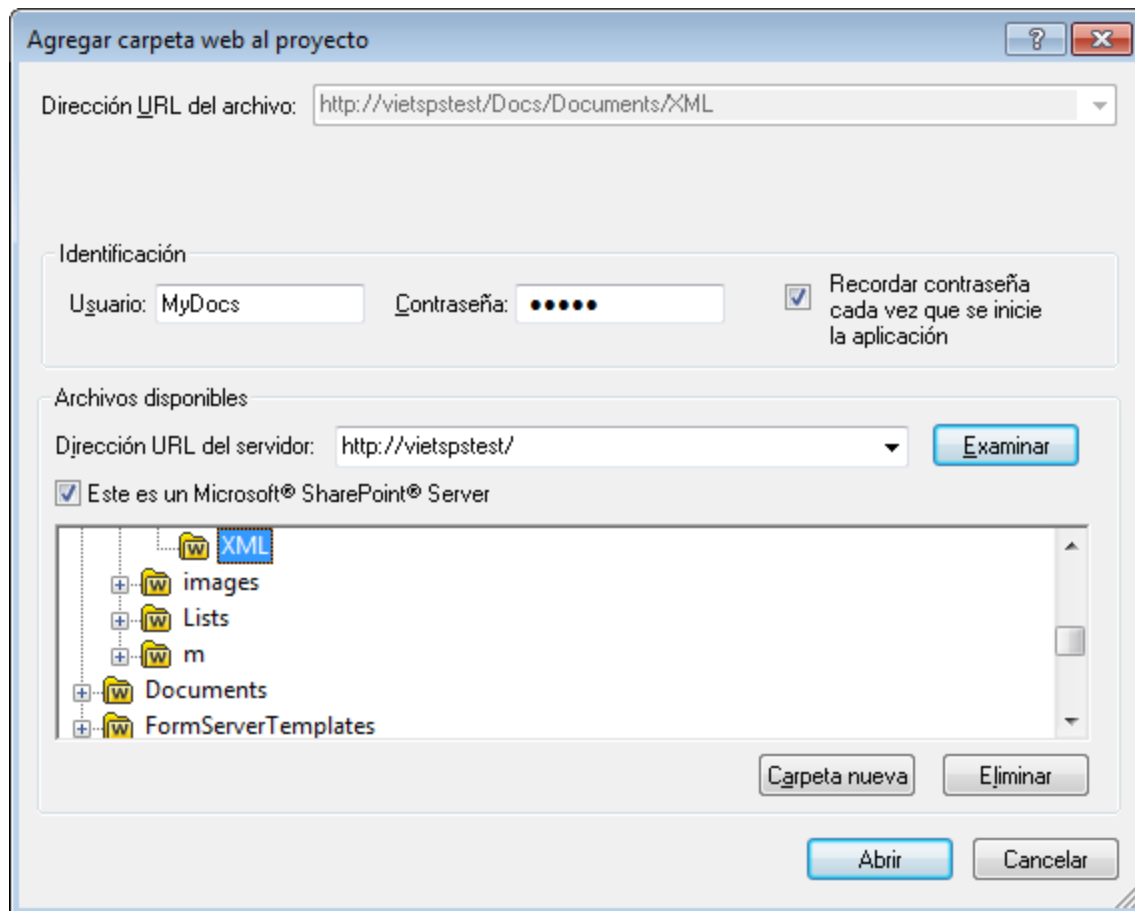 Agregar carpeta web al proyecto
Dirección URL del archivo: http://vietspstest/Docs/Documents/XML
Identificación
Usuario: MyDocs Contraseña: ●●●●● Recordar contraseña
cada vez que se inicie
la aplicación
Archivos disponibles
Dirección URL del servidor: http://vietspstest/ Examinar
Este es un Microsoft® SharePoint® Server
XML
images
Lists
m
Documents
FormServerTemplates
Carpeta nueva Eliminar
Abrir Cancelar